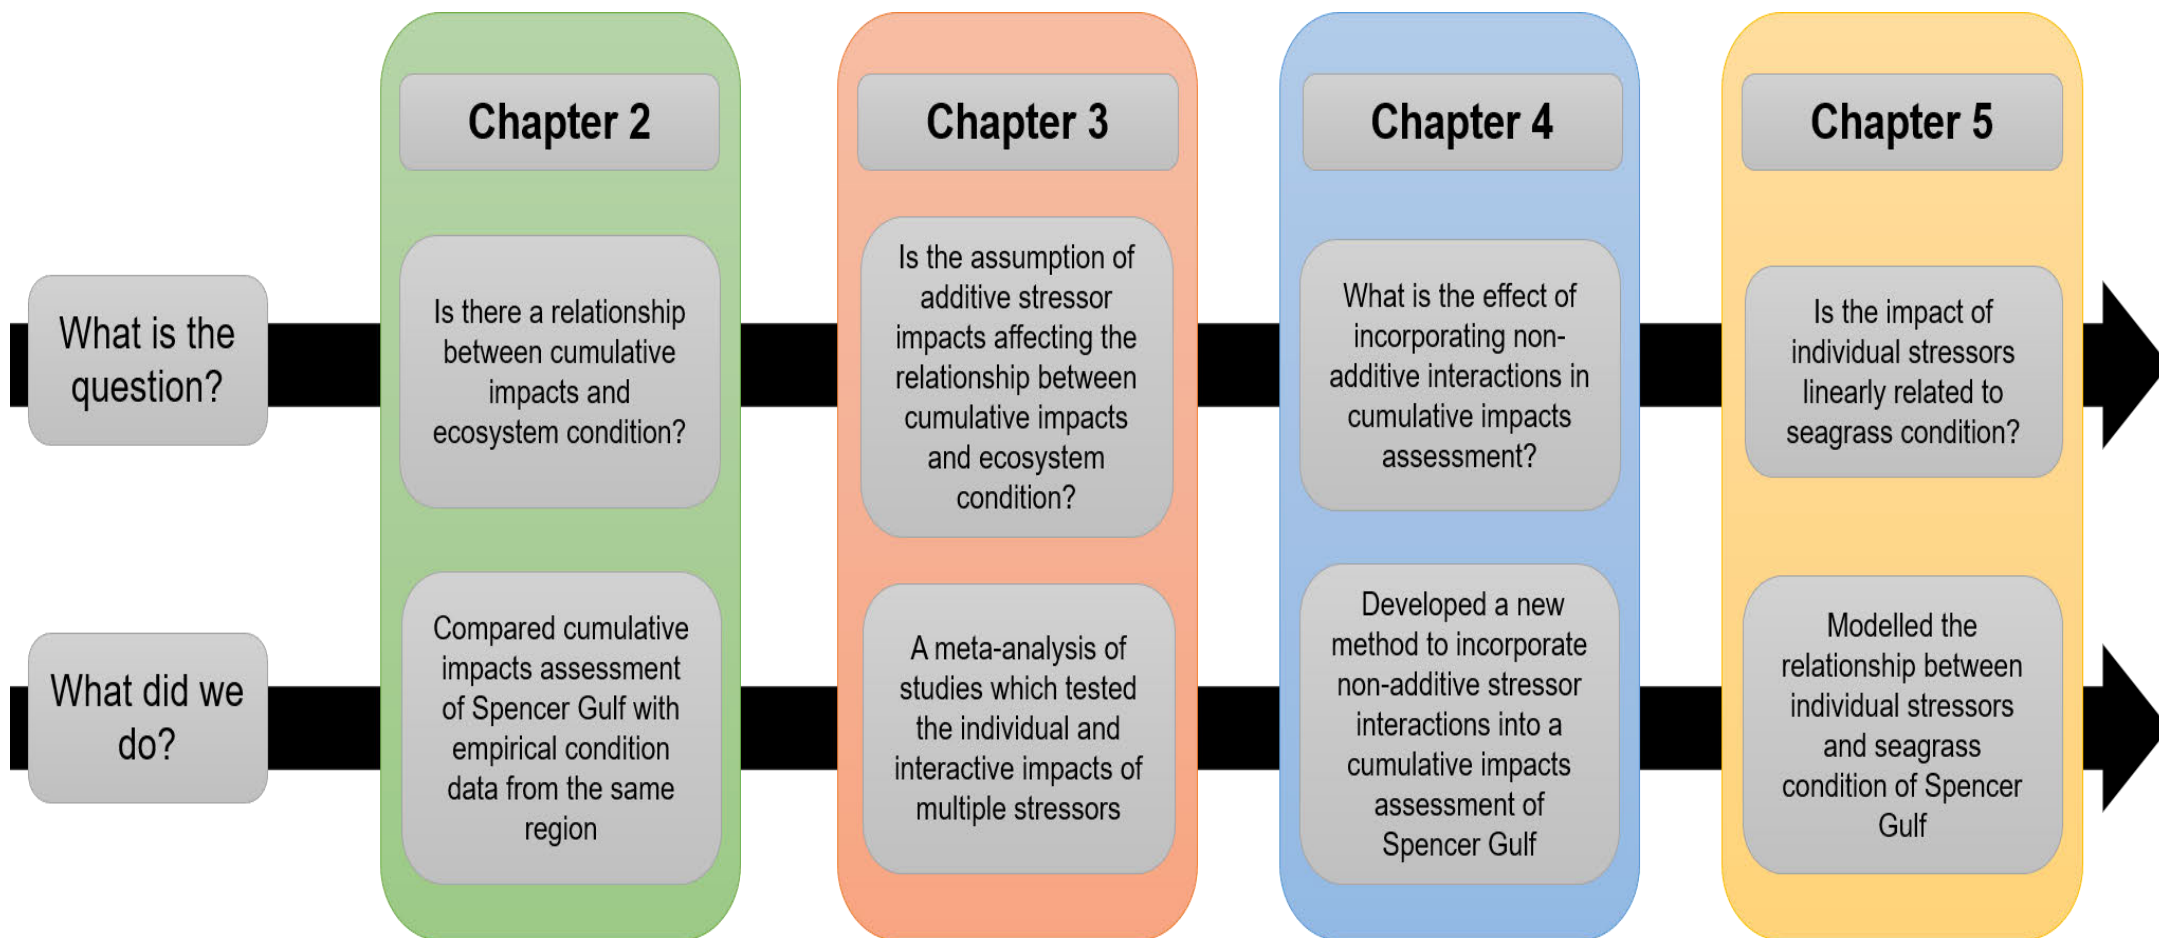 Chapter 2
Chapter 3
Chapter 4
Chapter 5
What is the
question?
Is there a relationship
between cumulative
impacts and
ecosystem condition?
Is the assumption of
additive stressor
impacts affecting the
relationship between
cumulative impacts
and ecosystem
condition?
What is the effect of
incorporating non-
additive interactions in
cumulative impacts
assessment?
Is the impact of
individual stressors
linearly related to
seagrass condition?
What did we
do?
Compared cumulative
impacts assessment
of Spencer Gulf with
empirical condition
data from the same
region
A meta-analysis of
studies which tested
the individual and
interactive impacts of
multiple stressors
Developed a new
method to incorporate
non-additive stressor
interactions into a
cumulative impacts
assessment of
Spencer Gulf
Modelled the
relationship between
individual stressors
and seagrass
condition of Spencer
Gulf